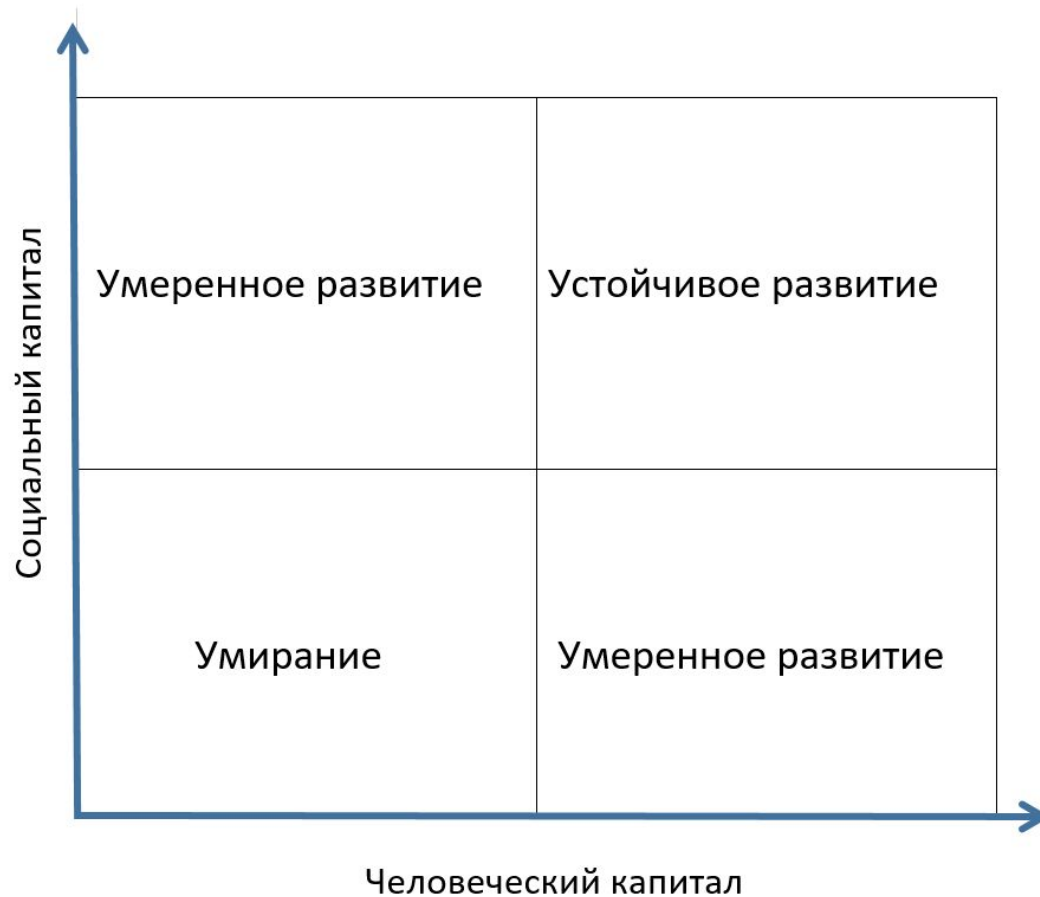 Социальный капитал
Умеренное развитие
Устойчивое развитие
Умирание
Умеренное развитие
Человеческий капитал